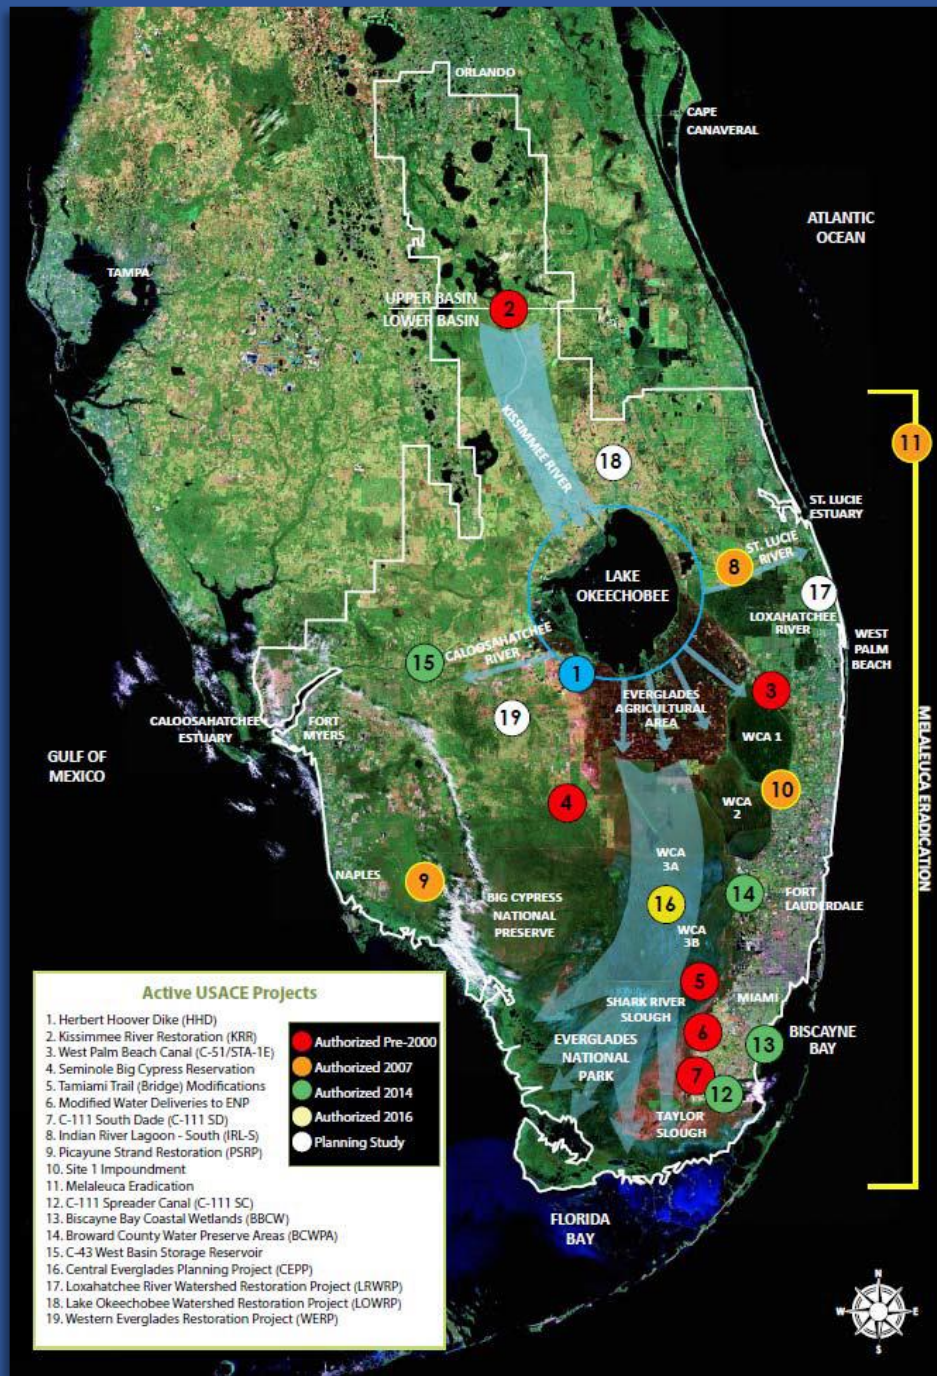 ORLANDO
CAPE
CANAVERAL
ATLANTIC
OCEAN
TAMPA
UPPER BASIN
2
LOWER BASIN
KISSIMMEE RIVER
11
18
ST. LUCIE
ESTUARY
ST. LUCIE
RIVER
8
LAKE
OKEECHOBEE
17
LOXAHATCHEE
RIVER
WEST
PALM
BEACH
CALOOSAHATCHEE
RIVER
15
1
3
EVERGLADES
AGRICULTURAL
AREA
19
CALOOSAHATCHEE
ESTUARY
FORT
MYERS
WCA 1
GULF OF
MEXICO
MELALEUCA ERADICATION
10
4
WCA
2
WCA
3A
NAPLES
9
14
FORT
LAUDERDALE
BIG CYPRESS
NATIONAL
PRESERVE
16
WCA
3B
5
SHARK RIVER
SLOUGH
MIAMI
6
BISCAYNE
BAY
13
EVERGLADES
NATIONAL
PARK
7
12
TAYLOR
SLOUGH
FLORIDA
BAY
N
W E
S
Active USACE Projects
1. Herbert Hoover Dike (HHD)
2. Kissimmee River Restoration (KRR)
3. West Palm Beach Canal (C-51/STA-1E)
4. Seminole Big Cypress Reservation
5. Tamiami Trail (Bridge) Modifications
6. Modified Water Deliveries to ENP
7. C-111 South Dade (C-111 SD)
8. Indian River Lagoon - South (IRL-S)
9. Picayune Strand Restoration (PSRP)
10. Site 1 Impoundment
11. Melaleuca Eradication
12. C-111 Spreader Canal (C-111 SC)
13. Biscayne Bay Coastal Wetlands (BBCW)
14. Broward County Water Preserve Areas (BCWPA)
15. C-43 West Basin Storage Reservoir
16. Central Everglades Planning Project (CEPP)
17. Loxahatchee River Watershed Restoration Project (LRWRP)
18. Lake Okeechobee Watershed Restoration Project (LOWRP)
19. Western Everglades Restoration Project (WERP)
Authorized Pre-2000
Authorized 2007
Authorized 2014
Authorized 2016
Planning Study